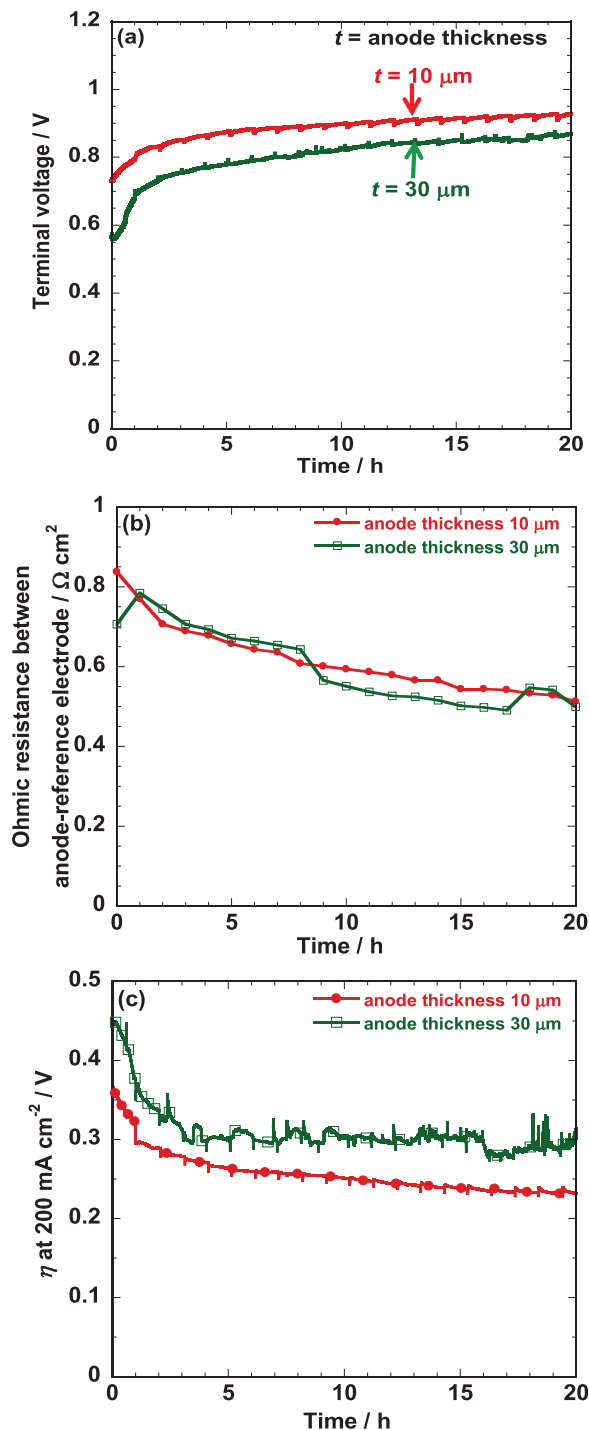 (a)
t = anode thickness
t = 10 μm
t = 30 μm
Terminal voltage / V
1.2
1
0.8
0.6
0.4
0.2
0
0 5 10 15 20
Time / h
(b)
anode thickness 10 μm
anode thickness 30 μm
Ohmic resistance between
anode-reference electrode / Ω cm²
1
0.8
0.6
0.4
0.2
0
0 5 10 15 20
Time / h
(c)
anode thickness 10 μm
anode thickness 30 μm
η at 200 mA cm⁻² / V
0.5
0.4
0.3
0.2
0.1
0
0 5 10 15 20
Time / h